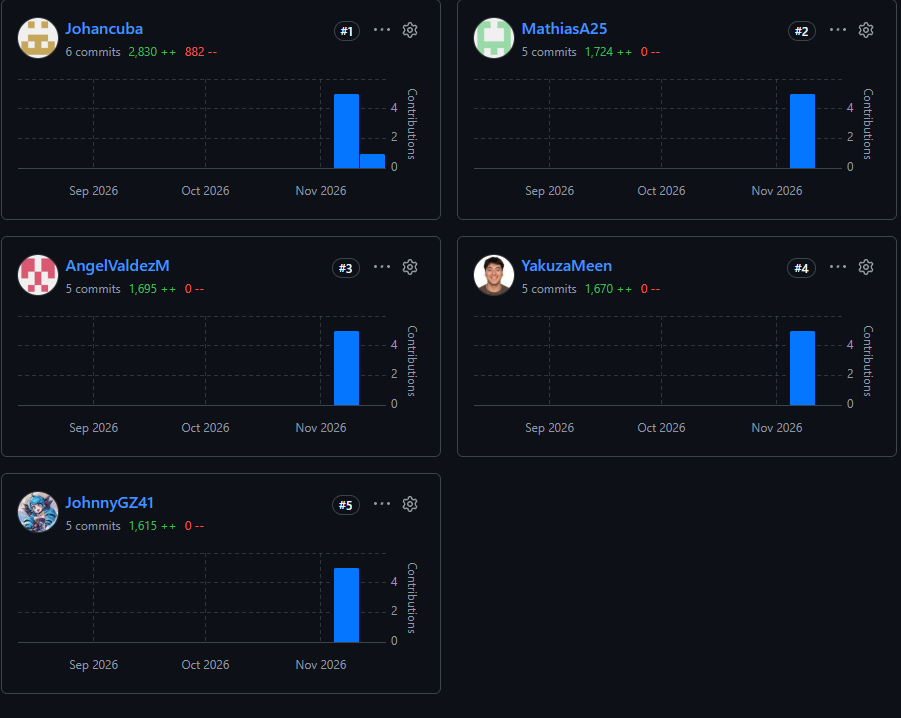 Johancuba #1 ···
6 commits 2,830 ++ 882 --
4
2
0
Contributions
Sep 2026 Oct 2026 Nov 2026
MathiasA25 #2 ···
5 commits 1,724 ++ 0 --
4
2
0
Contributions
Sep 2026 Oct 2026 Nov 2026
AngelValdezM #3 ···
5 commits 1,695 ++ 0 --
4
2
0
Contributions
Sep 2026 Oct 2026 Nov 2026
YakuzaMeen #4 ···
5 commits 1,670 ++ 0 --
4
2
0
Contributions
Sep 2026 Oct 2026 Nov 2026
JohnnyGZ41 #5 ···
5 commits 1,615 ++ 0 --
4
2
0
Contributions
Sep 2026 Oct 2026 Nov 2026